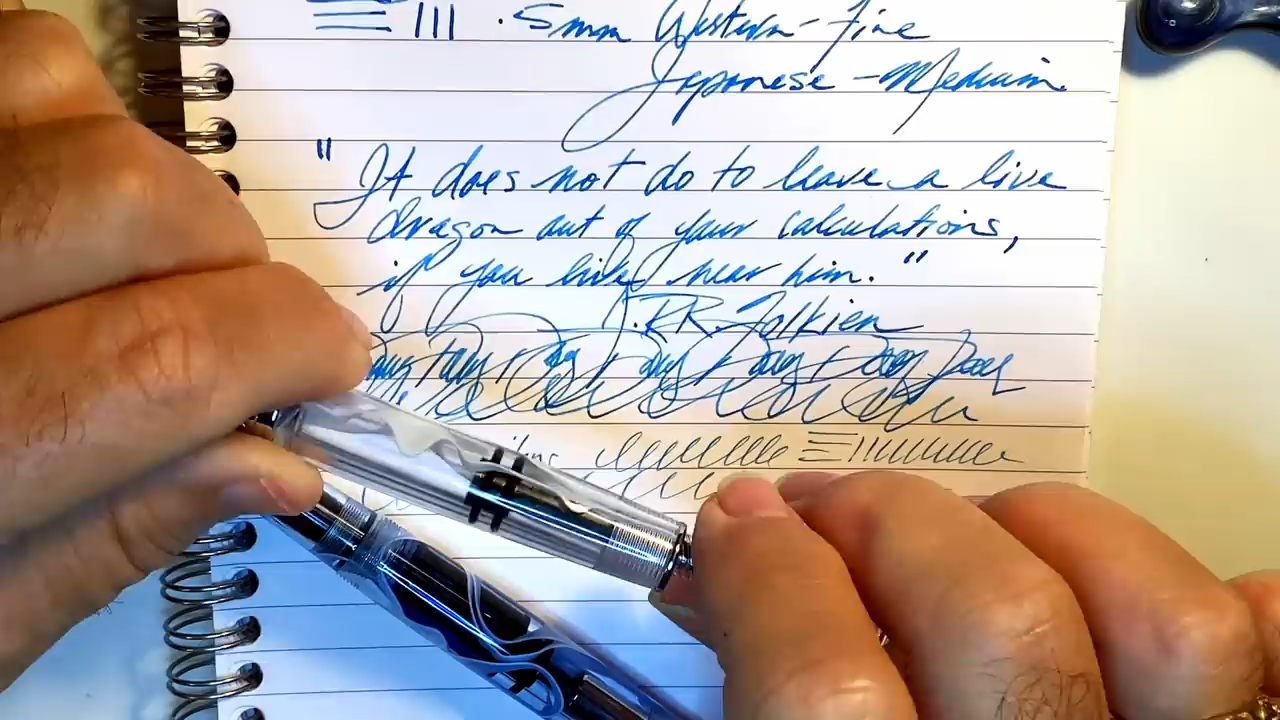 .5mm Western-Fine
Japanese-Medium
"It does not do to leave a live
dragon out of your calculations,
if you live near him."
J.R.R. Tolkien